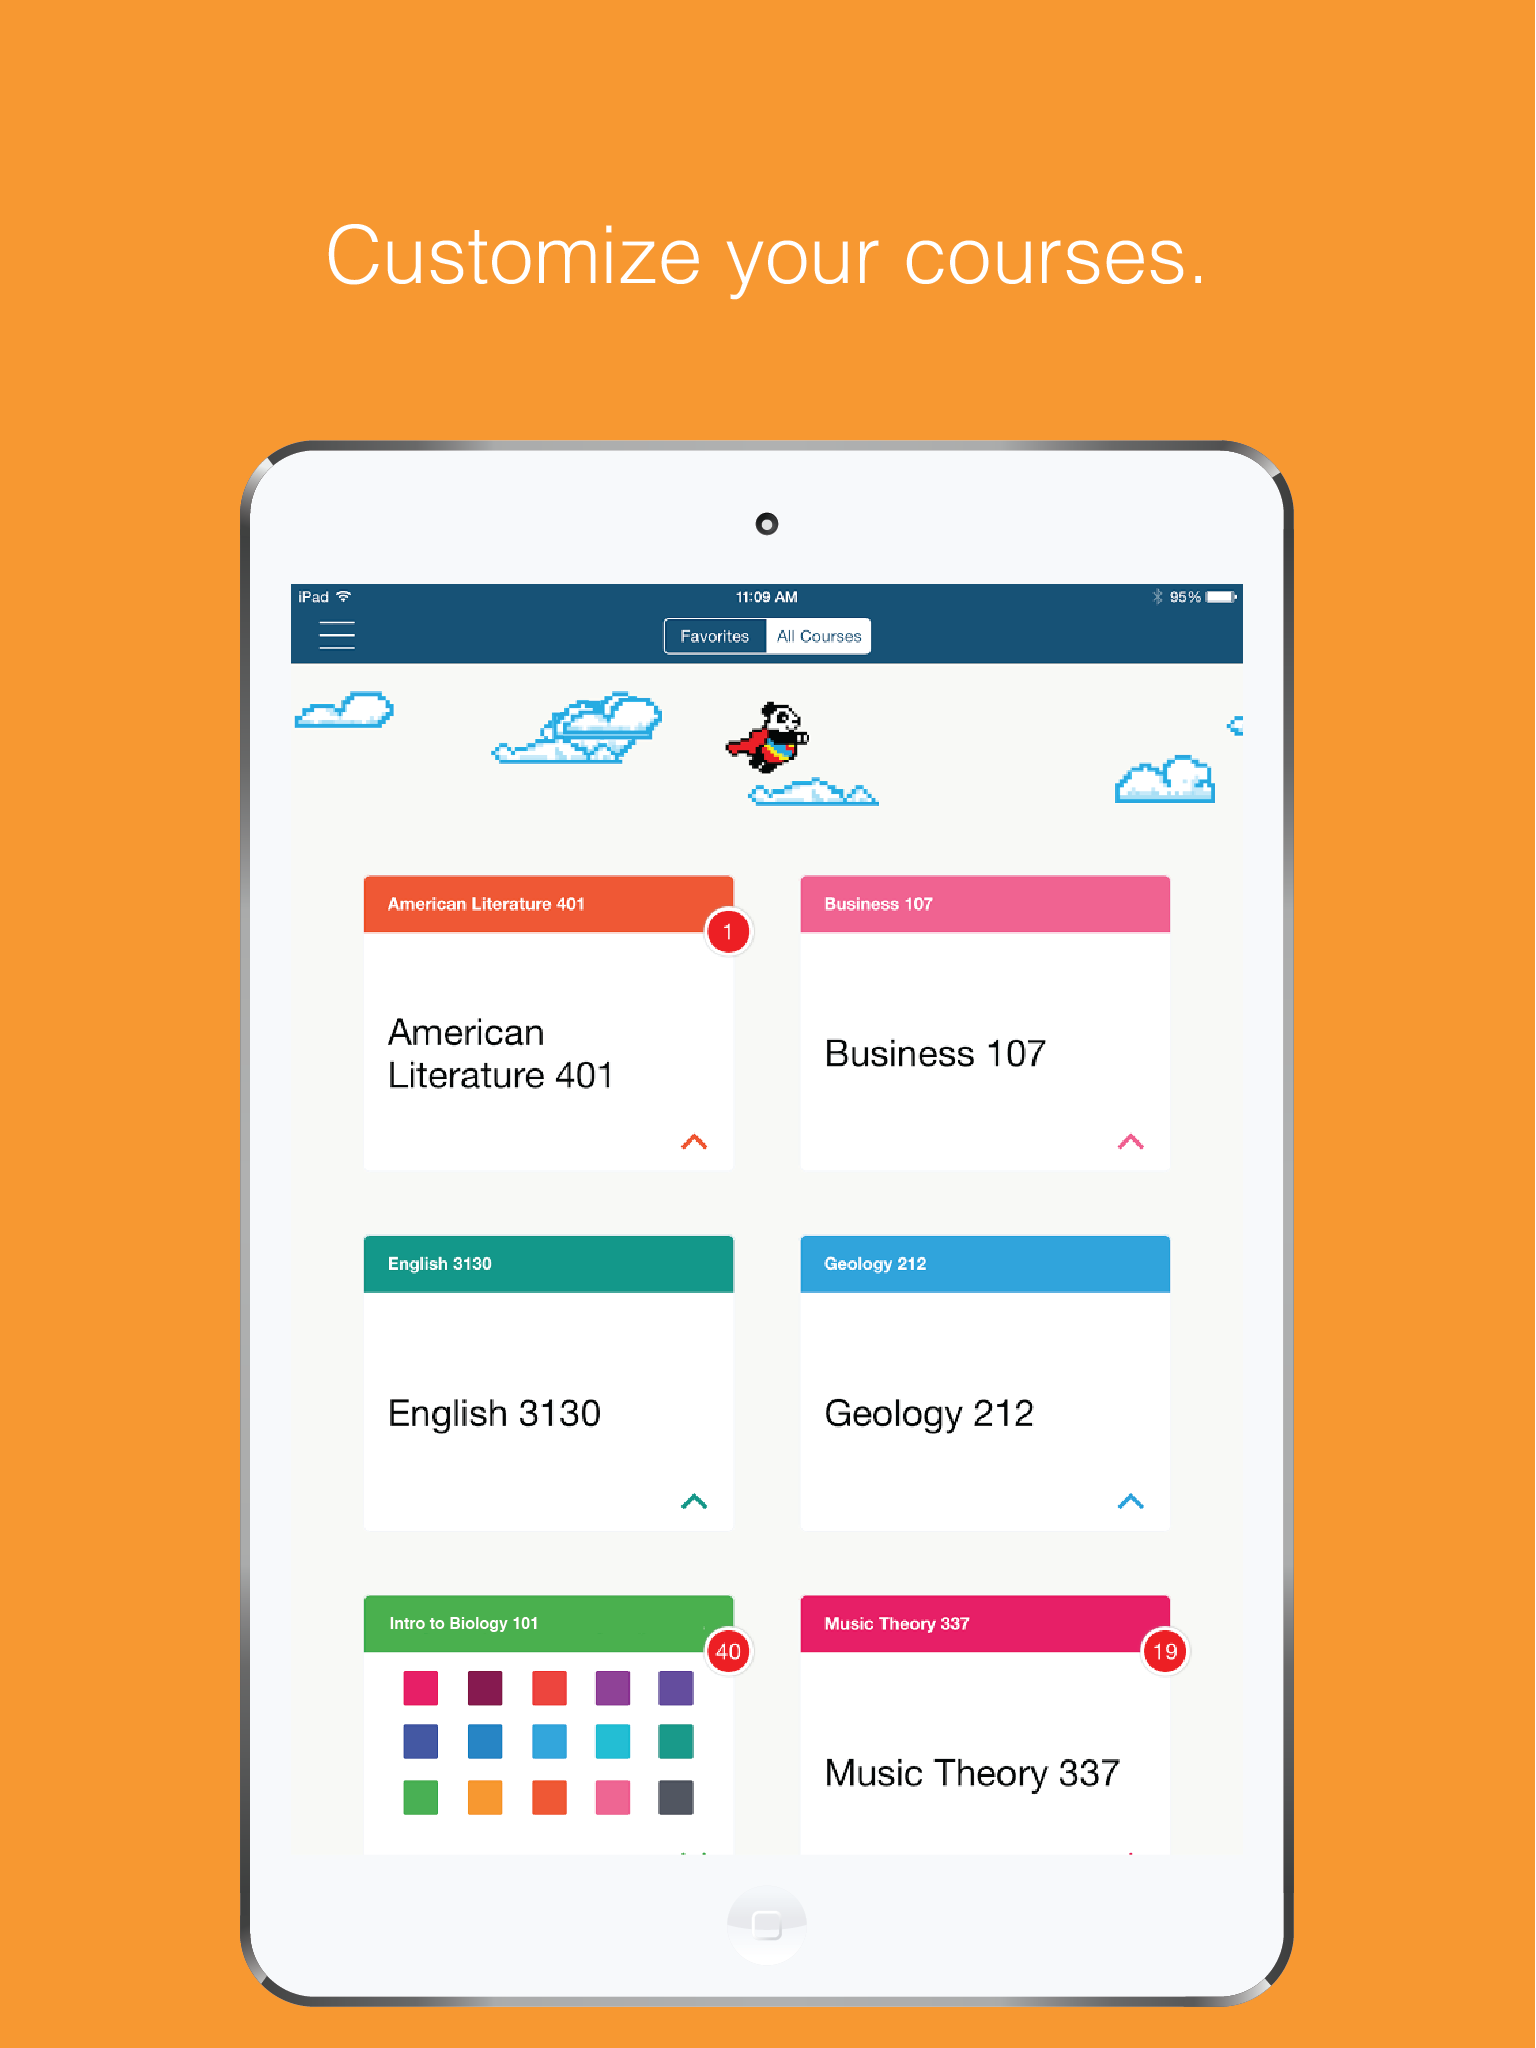 Customize your courses.
iPad 11:09 AM 95%
Favorites All Courses
American Literature 401
1
Business 107
American
Literature 401
Business 107
English 3130
Geology 212
English 3130
Geology 212
Intro to Biology 101
40
Music Theory 337
19
Music Theory 337